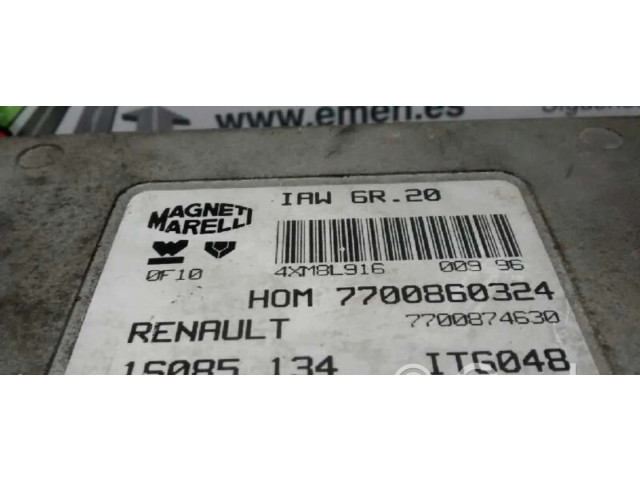 www.emen.es
IAW 6R.20
MAGNETI
MARELLI
0F10
4XM8L916 009 96
HOM 7700860324
RENAULT 7700874630
16085 134 IT6048